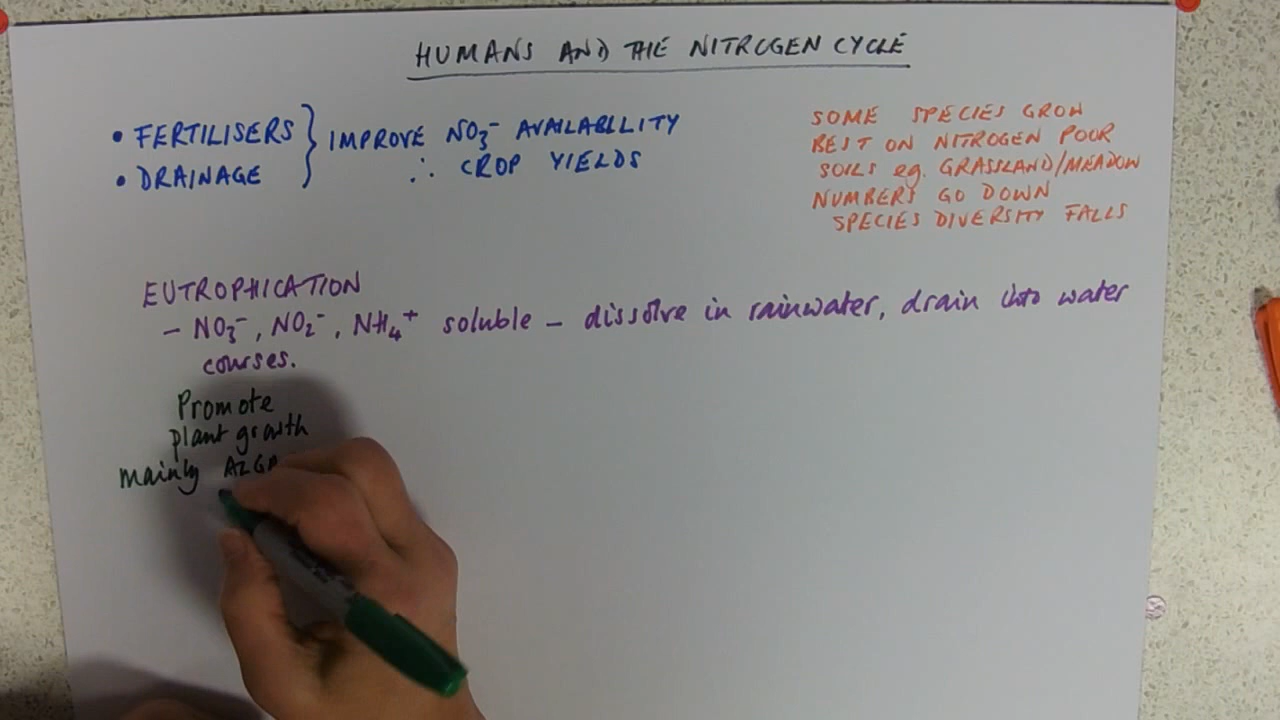 HUMANS AND THE NITROGEN CYCLE
• FERTILISERS
• DRAINAGE
} IMPROVE NO3- AVAILABILITY
∴ CROP YIELDS
SOME SPECIES GROW
BEST ON NITROGEN POOR
SOILS eg. GRASSLAND/MEADOW
NUMBERS GO DOWN
SPECIES DIVERSITY FALLS
EUTROPHICATION
- NO3-, NO2-, NH4+ soluble - dissolve in rainwater, drain into water
courses.
Promote
plant growth
mainly